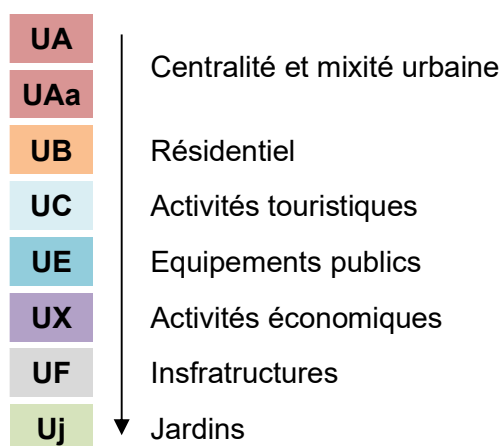 UA
Centralité et mixité urbaine
UAa
UB Résidentiel
UC Activités touristiques
UE Equipements publics
UX Activités économiques
UF Insfratructures
Uj Jardins